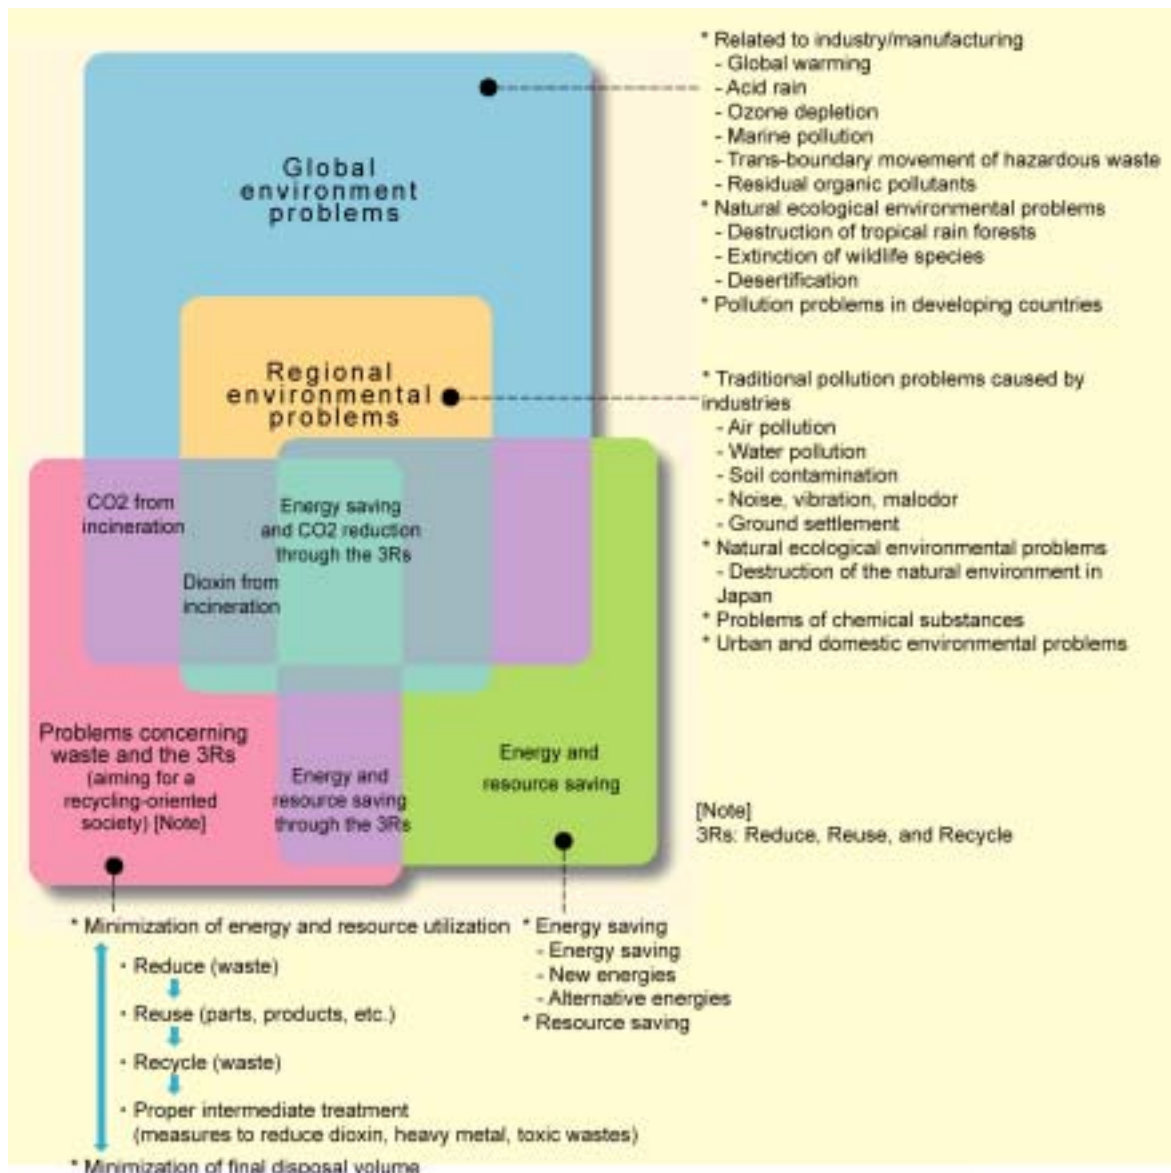 Global
environment
problems
Regional
environmental
problems
CO2 from
incineration
Energy saving
and CO2 reduction
through the 3Rs
Dioxin from
incineration
Problems concerning
waste and the 3Rs
(aiming for a
recycling-oriented
society) [Note]
Energy and
resource saving
through the 3Rs
Energy and
resource saving
* Related to industry/manufacturing
- Global warming
- Acid rain
- Ozone depletion
- Marine pollution
- Trans-boundary movement of hazardous waste
- Residual organic pollutants
* Natural ecological environmental problems
- Destruction of tropical rain forests
- Extinction of wildlife species
- Desertification
* Pollution problems in developing countries
* Traditional pollution problems caused by
industries
- Air pollution
- Water pollution
- Soil contamination
- Noise, vibration, malodor
- Ground settlement
* Natural ecological environmental problems
- Destruction of the natural environment in
Japan
* Problems of chemical substances
* Urban and domestic environmental problems
[Note]
3Rs: Reduce, Reuse, and Recycle
* Minimization of energy and resource utilization
・Reduce (waste)
・Reuse (parts, products, etc.)
・Recycle (waste)
・Proper intermediate treatment
(measures to reduce dioxin, heavy metal, toxic wastes)
* Minimization of final disposal volume
* Energy saving
- Energy saving
- New energies
- Alternative energies
* Resource saving